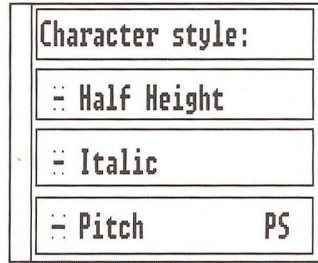 Character style:
- Half Height
- Italic
- Pitch PS